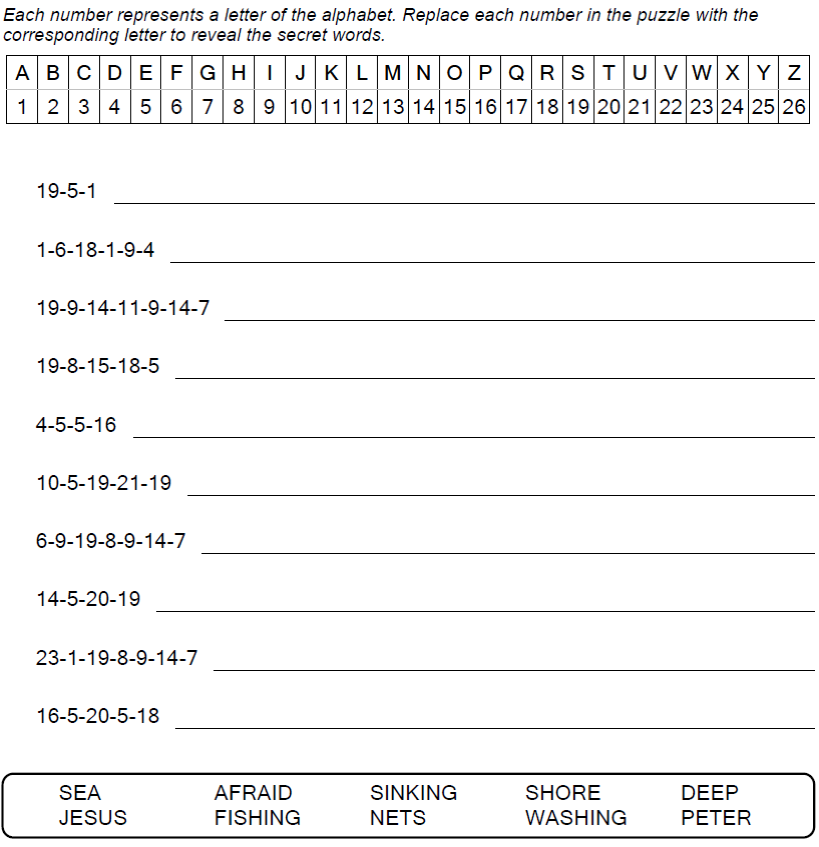 Each number represents a letter of the alphabet. Replace each number in the puzzle with the
corresponding letter to reveal the secret words.
A B C D E F G H I J K L M N O P Q R S T U V W X Y Z
1 2 3 4 5 6 7 8 9 10 11 12 13 14 15 16 17 18 19 20 21 22 23 24 25 26
19-5-1
1-6-18-1-9-4
19-9-14-11-9-14-7
19-8-15-18-5
4-5-5-16
10-5-19-21-19
6-9-19-8-9-14-7
14-5-20-19
23-1-19-8-9-14-7
16-5-20-5-18
SEA AFRAID SINKING SHORE DEEP
JESUS FISHING NETS WASHING PETER